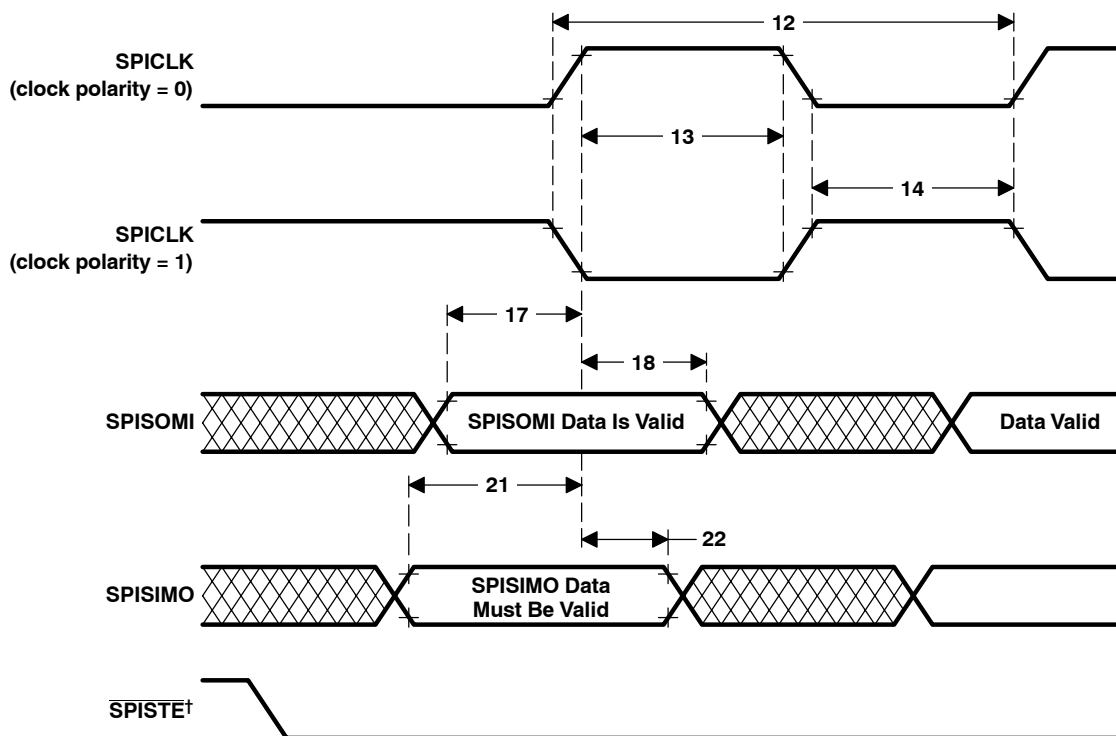 12
SPICLK
(clock polarity = 0)
13
14
SPICLK
(clock polarity = 1)
17
18
SPISOMI
SPISOMI Data Is Valid
Data Valid
21
22
SPISIMO
SPISIMO Data
Must Be Valid
SPISTE†